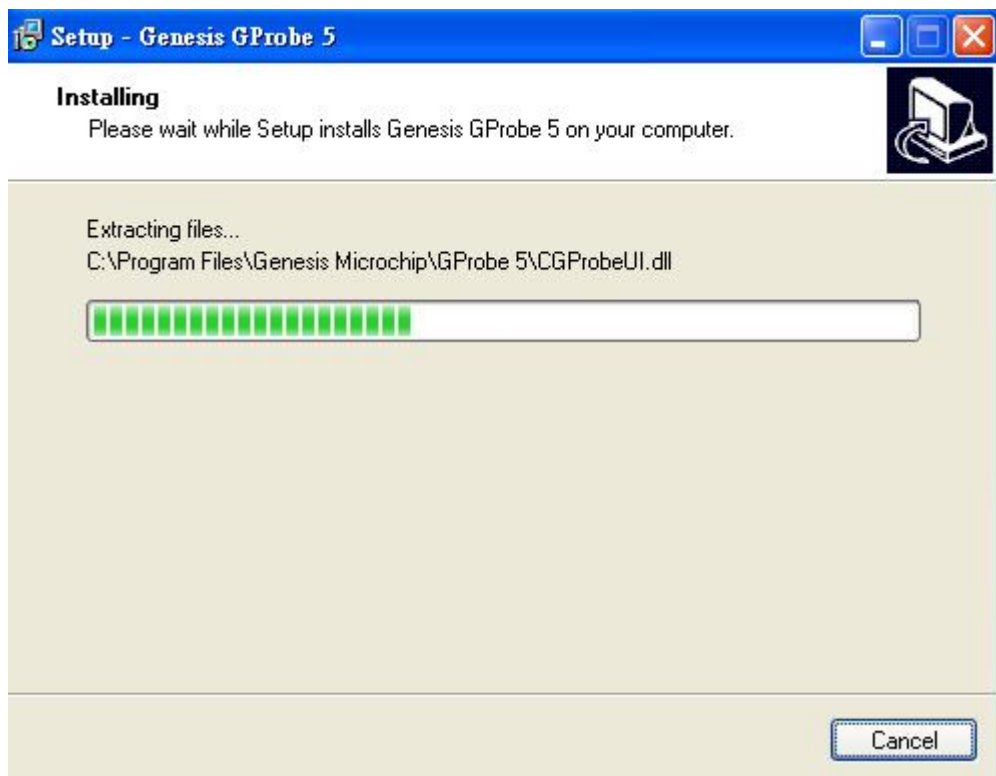 Setup - Genesis GProbe 5
Installing
Please wait while Setup installs Genesis GProbe 5 on your computer.
Extracting files...
C:\Program Files\Genesis Microchip\GProbe 5\CGProbeUI.dll
Cancel